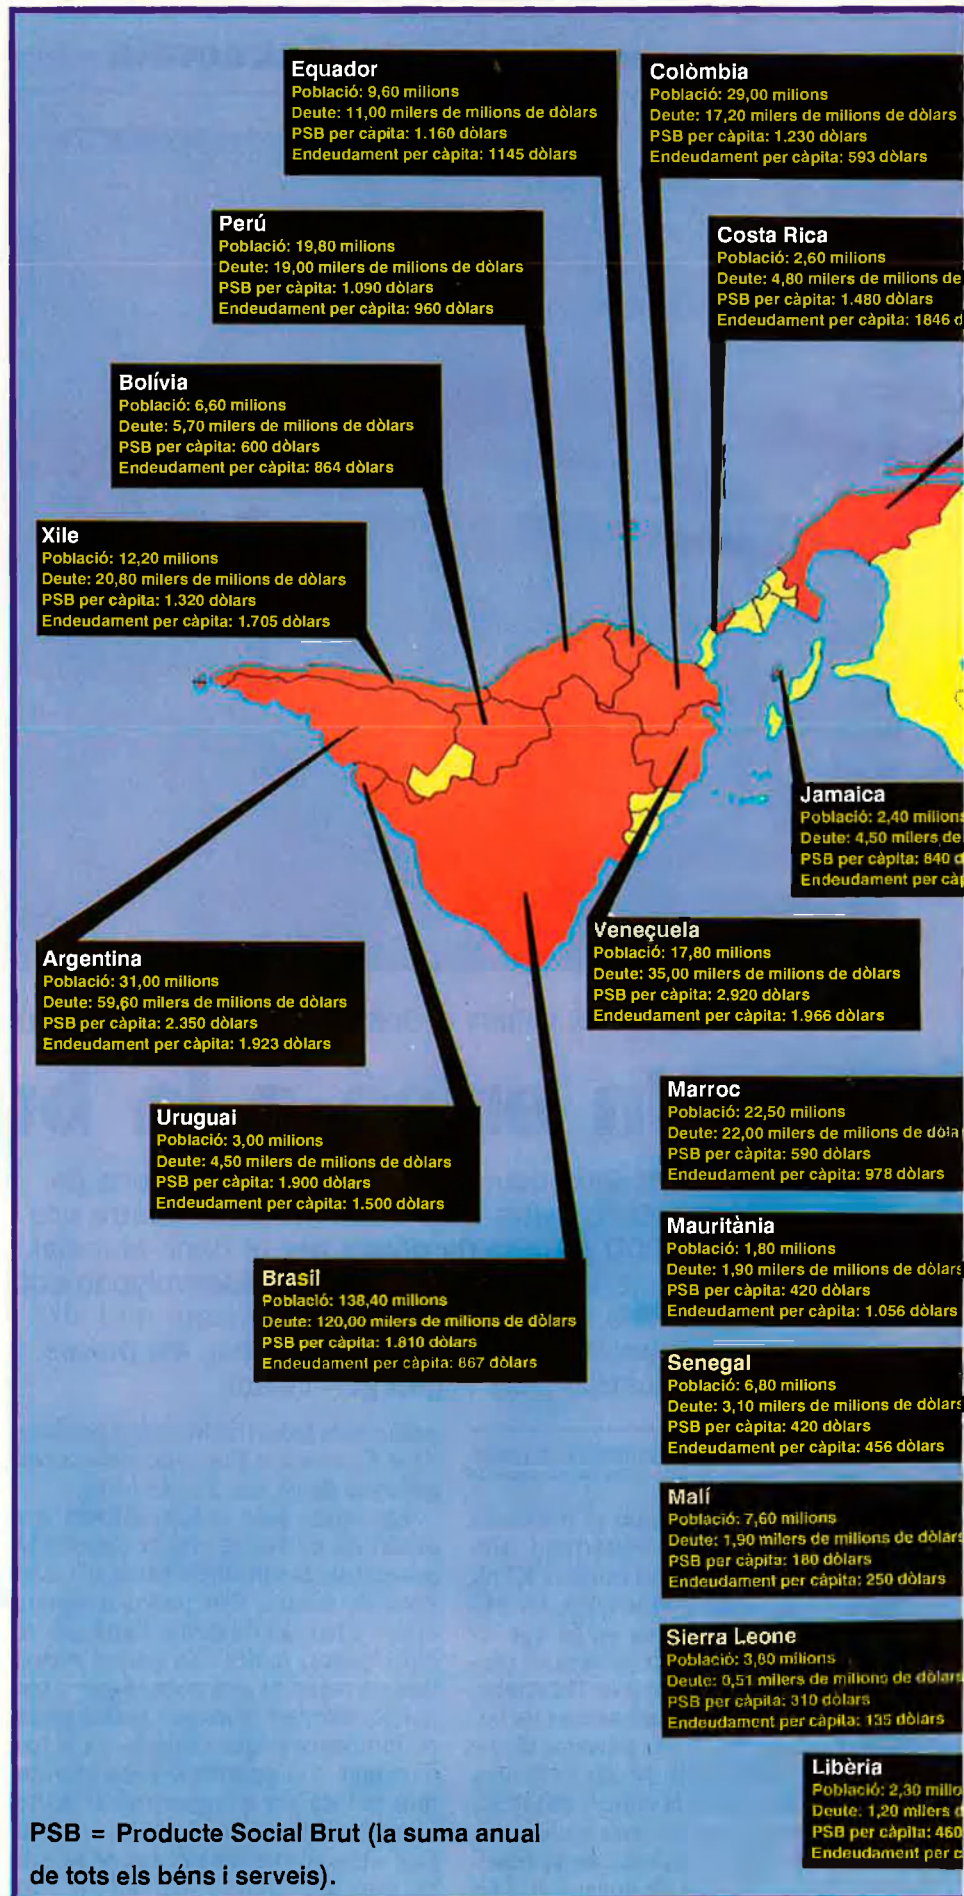 Equador
Població: 9,60 milions
Deute: 11,00 milers de milions de dòlars
PSB per càpita: 1.160 dòlars
Endeudament per càpita: 1145 dòlars
Colòmbia
Població: 29,00 milions
Deute: 17,20 milers de milions de dòlars
PSB per càpita: 1.230 dòlars
Endeudament per càpita: 593 dòlars
Perú
Població: 19,80 milions
Deute: 19,00 milers de milions de dòlars
PSB per càpita: 1.090 dòlars
Endeudament per càpita: 960 dòlars
Costa Rica
Població: 2,60 milions
Deute: 4,80 milers de milions de
PSB per càpita: 1.480 dòlars
Endeudament per càpita: 1846 d
Bolívia
Població: 6,60 milions
Deute: 5,70 milers de milions de dòlars
PSB per càpita: 600 dòlars
Endeudament per càpita: 864 dòlars
Xile
Població: 12,20 milions
Deute: 20,80 milers de milions de dòlars
PSB per càpita: 1.320 dòlars
Endeudament per càpita: 1.705 dòlars
Jamaica
Població: 2,40 milions
Deute: 4,50 milers de
PSB per càpita: 840 d
Endeudament per càp
Veneçuela
Població: 17,80 milions
Deute: 35,00 milers de milions de dòlars
PSB per càpita: 2.920 dòlars
Endeudament per càpita: 1.966 dòlars
Argentina
Població: 31,00 milions
Deute: 59,60 milers de milions de dòlars
PSB per càpita: 2.350 dòlars
Endeudament per càpita: 1.923 dòlars
Uruguai
Població: 3,00 milions
Deute: 4,50 milers de milions de dòlars
PSB per càpita: 1.900 dòlars
Endeudament per càpita: 1.500 dòlars
Brasil
Població: 138,40 milions
Deute: 120,00 milers de milions de dòlars
PSB per càpita: 1.810 dòlars
Endeudament per càpita: 867 dòlars
Marroc
Població: 22,50 milions
Deute: 22,00 milers de milions de dòla
PSB per càpita: 590 dòlars
Endeudament per càpita: 978 dòlars
Mauritània
Població: 1,80 milions
Deute: 1,90 milers de milions de dòlars
PSB per càpita: 420 dòlars
Endeudament per càpita: 1.056 dòlars
Senegal
Població: 6,80 milions
Deute: 3,10 milers de milions de dòlars
PSB per càpita: 420 dòlars
Endeudament per càpita: 456 dòlars
Malí
Població: 7,60 milions
Deute: 1,90 milers de milions de dòlars
PSB per càpita: 180 dòlars
Endeudament per càpita: 250 dòlars
Sierra Leone
Població: 3,80 milions
Deute: 0,51 milers de milions de dòlars
PSB per càpita: 310 dòlars
Endeudament per càpita: 135 dòlars
Libèria
Població: 2,30 milio
Deute: 1,20 milers d
PSB per càpita: 460
Endeudament per c
PSB = Producte Social Brut (la suma anual
de tots els béns i serveis).